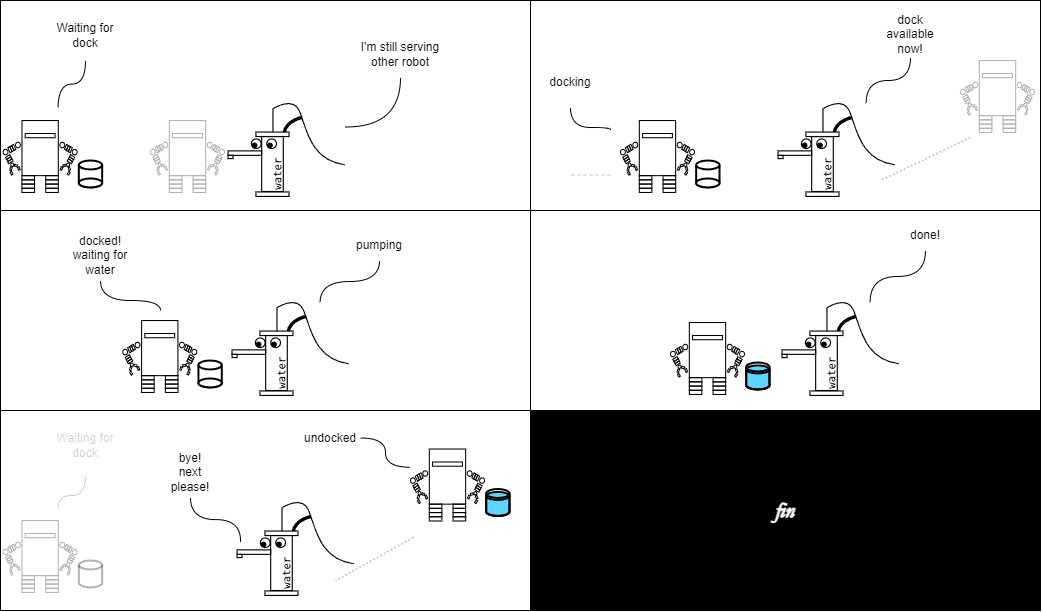 Waiting for
dock
I'm still serving
other robot
water
docking
dock
available
now!
water
docked!
waiting for
water
pumping
water
done!
water
Waiting for
dock
bye!
next
please!
undocked
water
fin